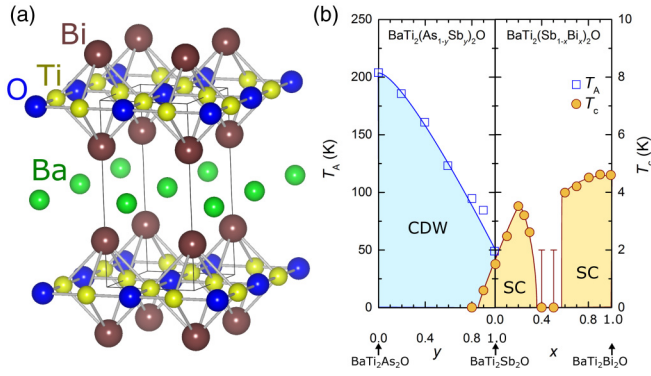 (a)
Bi
Ti
O
Ba
(b)
BaTi₂(As₁₋ySby)₂O
BaTi₂(Sb₁₋ₓBiₓ)₂O
250
200
150
100
50
0
T_A (K)
10
8
6
4
2
0
T_c (K)
T_A
T_c
CDW
SC
SC
0.0 0.4 0.8 1.0
0.0 0.4 0.8 1.0
y
x
BaTi₂As₂O
BaTi₂Sb₂O
BaTi₂Bi₂O